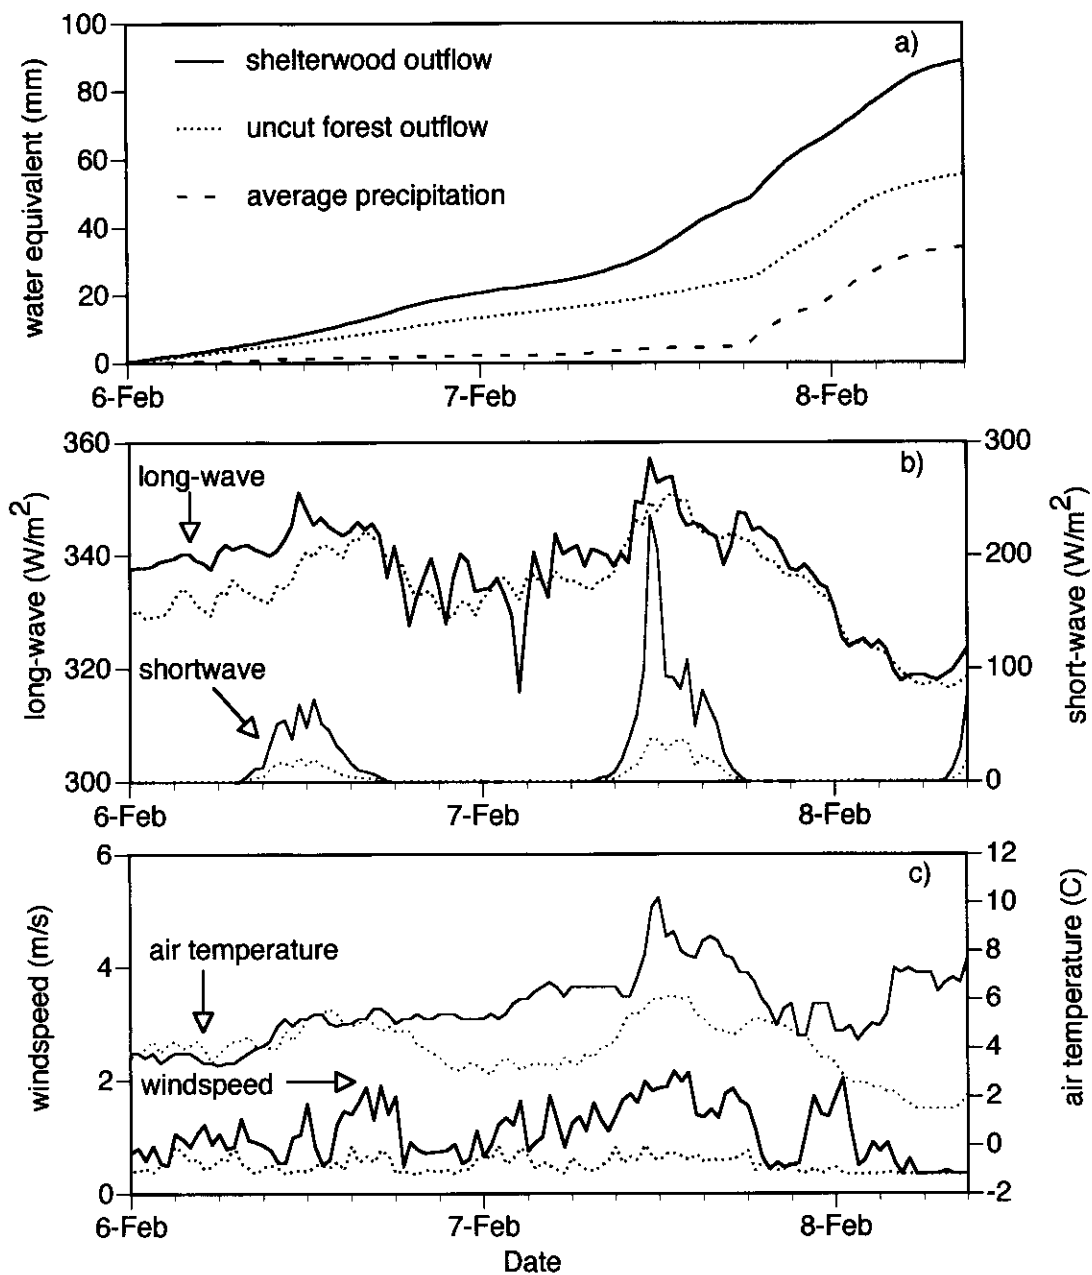 100
80
60
40
20
0
water equivalent (mm)
a)
shelterwood outflow
uncut forest outflow
average precipitation
6-Feb 7-Feb 8-Feb
360
340
320
300
long-wave (W/m²)
b)
long-wave
shortwave
300
200
100
0
short-wave (W/m²)
6-Feb 7-Feb 8-Feb
6
4
2
0
windspeed (m/s)
c)
air temperature
windspeed
12
10
8
6
4
2
0
-2
air temperature (C)
6-Feb 7-Feb 8-Feb
Date